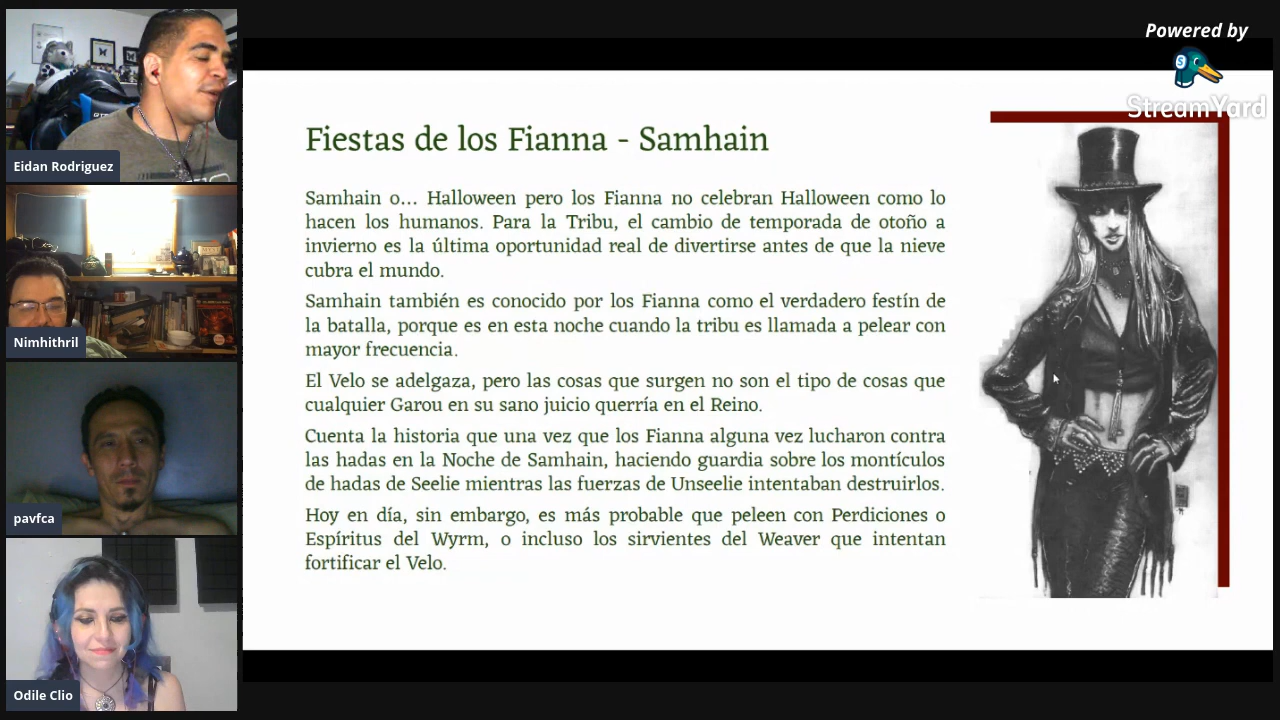 Powered by
StreamYard
Eidan Rodriguez
Nimhithril
pavfca
Odile Clio
Fiestas de los Fianna - Samhain
Samhain o... Halloween pero los Fianna no celebran Halloween como lo
hacen los humanos. Para la Tribu, el cambio de temporada de otoño a
invierno es la última oportunidad real de divertirse antes de que la nieve
cubra el mundo.
Samhain también es conocido por los Fianna como el verdadero festín de
la batalla, porque es en esta noche cuando la tribu es llamada a pelear con
mayor frecuencia.
El Velo se adelgaza, pero las cosas que surgen no son el tipo de cosas que
cualquier Garou en su sano juicio querría en el Reino.
Cuenta la historia que una vez que los Fianna alguna vez lucharon contra
las hadas en la Noche de Samhain, haciendo guardia sobre los montículos
de hadas de Seelie mientras las fuerzas de Unseelie intentaban destruirlos.
Hoy en día, sin embargo, es más probable que peleen con Perdiciones o
Espíritus del Wyrm, o incluso los sirvientes del Weaver que intentan
fortificar el Velo.